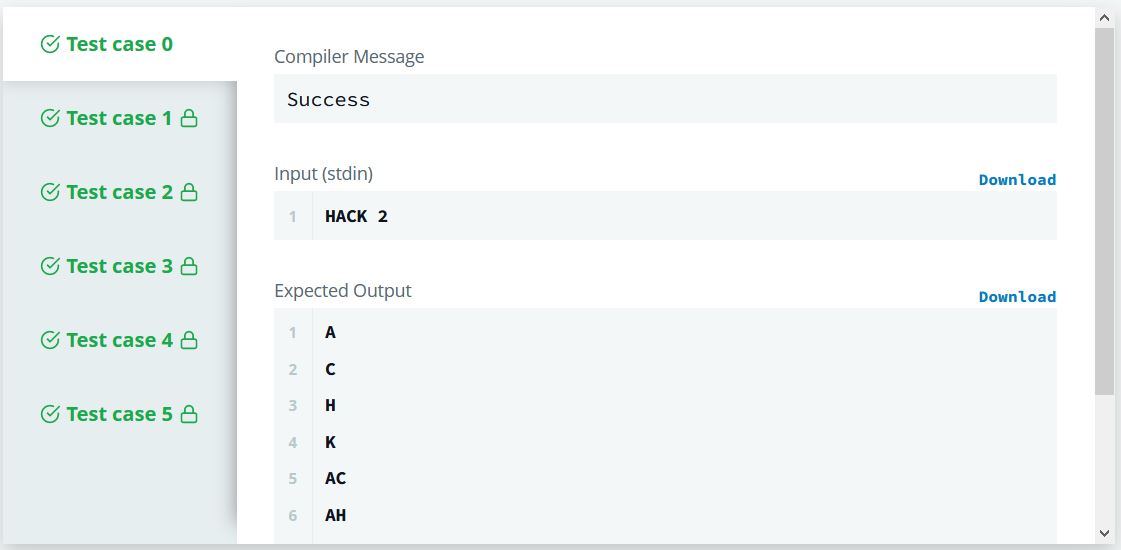 Test case 0
Test case 1
Test case 2
Test case 3
Test case 4
Test case 5
Compiler Message
Success
Input (stdin)
Download
1 HACK 2
Expected Output
Download
1 A
2 C
3 H
4 K
5 AC
6 AH